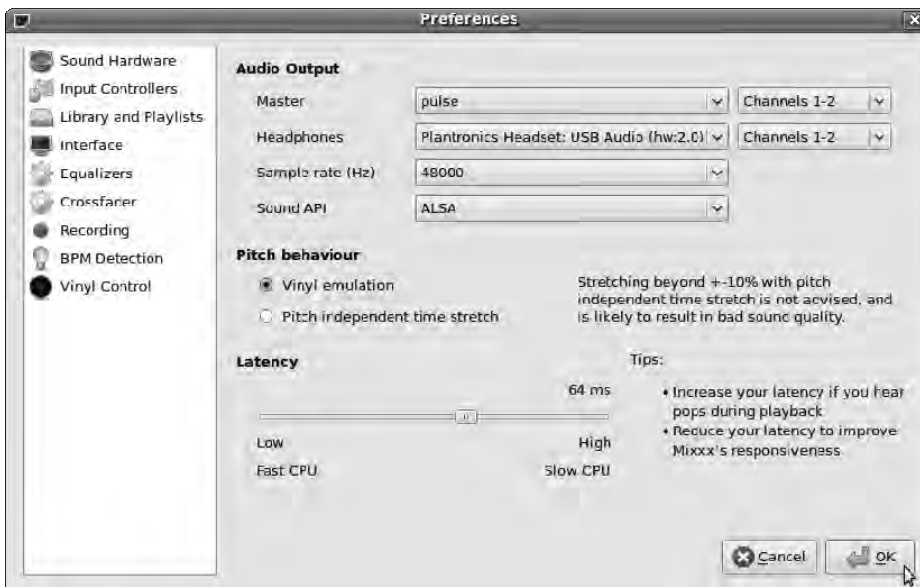 Preferences
Sound Hardware
Input Controllers
Library and Playlists
Interface
Equalizers
Crossfader
Recording
BPM Detection
Vinyl Control
Audio Output
Master
pulse
Channels 1-2
Headphones
Plantronics Headset: USB Audio (hw:2,0)
Channels 1-2
Sample rate (Hz)
48000
Sound API
ALSA
Pitch behaviour
Vinyl emulation
Pitch independent time stretch
Stretching beyond +-10% with pitch
independent time stretch is not advised, and
is likely to result in bad sound quality.
Latency
64 ms
Low
High
Fast CPU
Slow CPU
Tips:
• Increase your latency if you hear
pops during playback
• Reduce your latency to improve
Mixxx's responsiveness
Cancel
OK